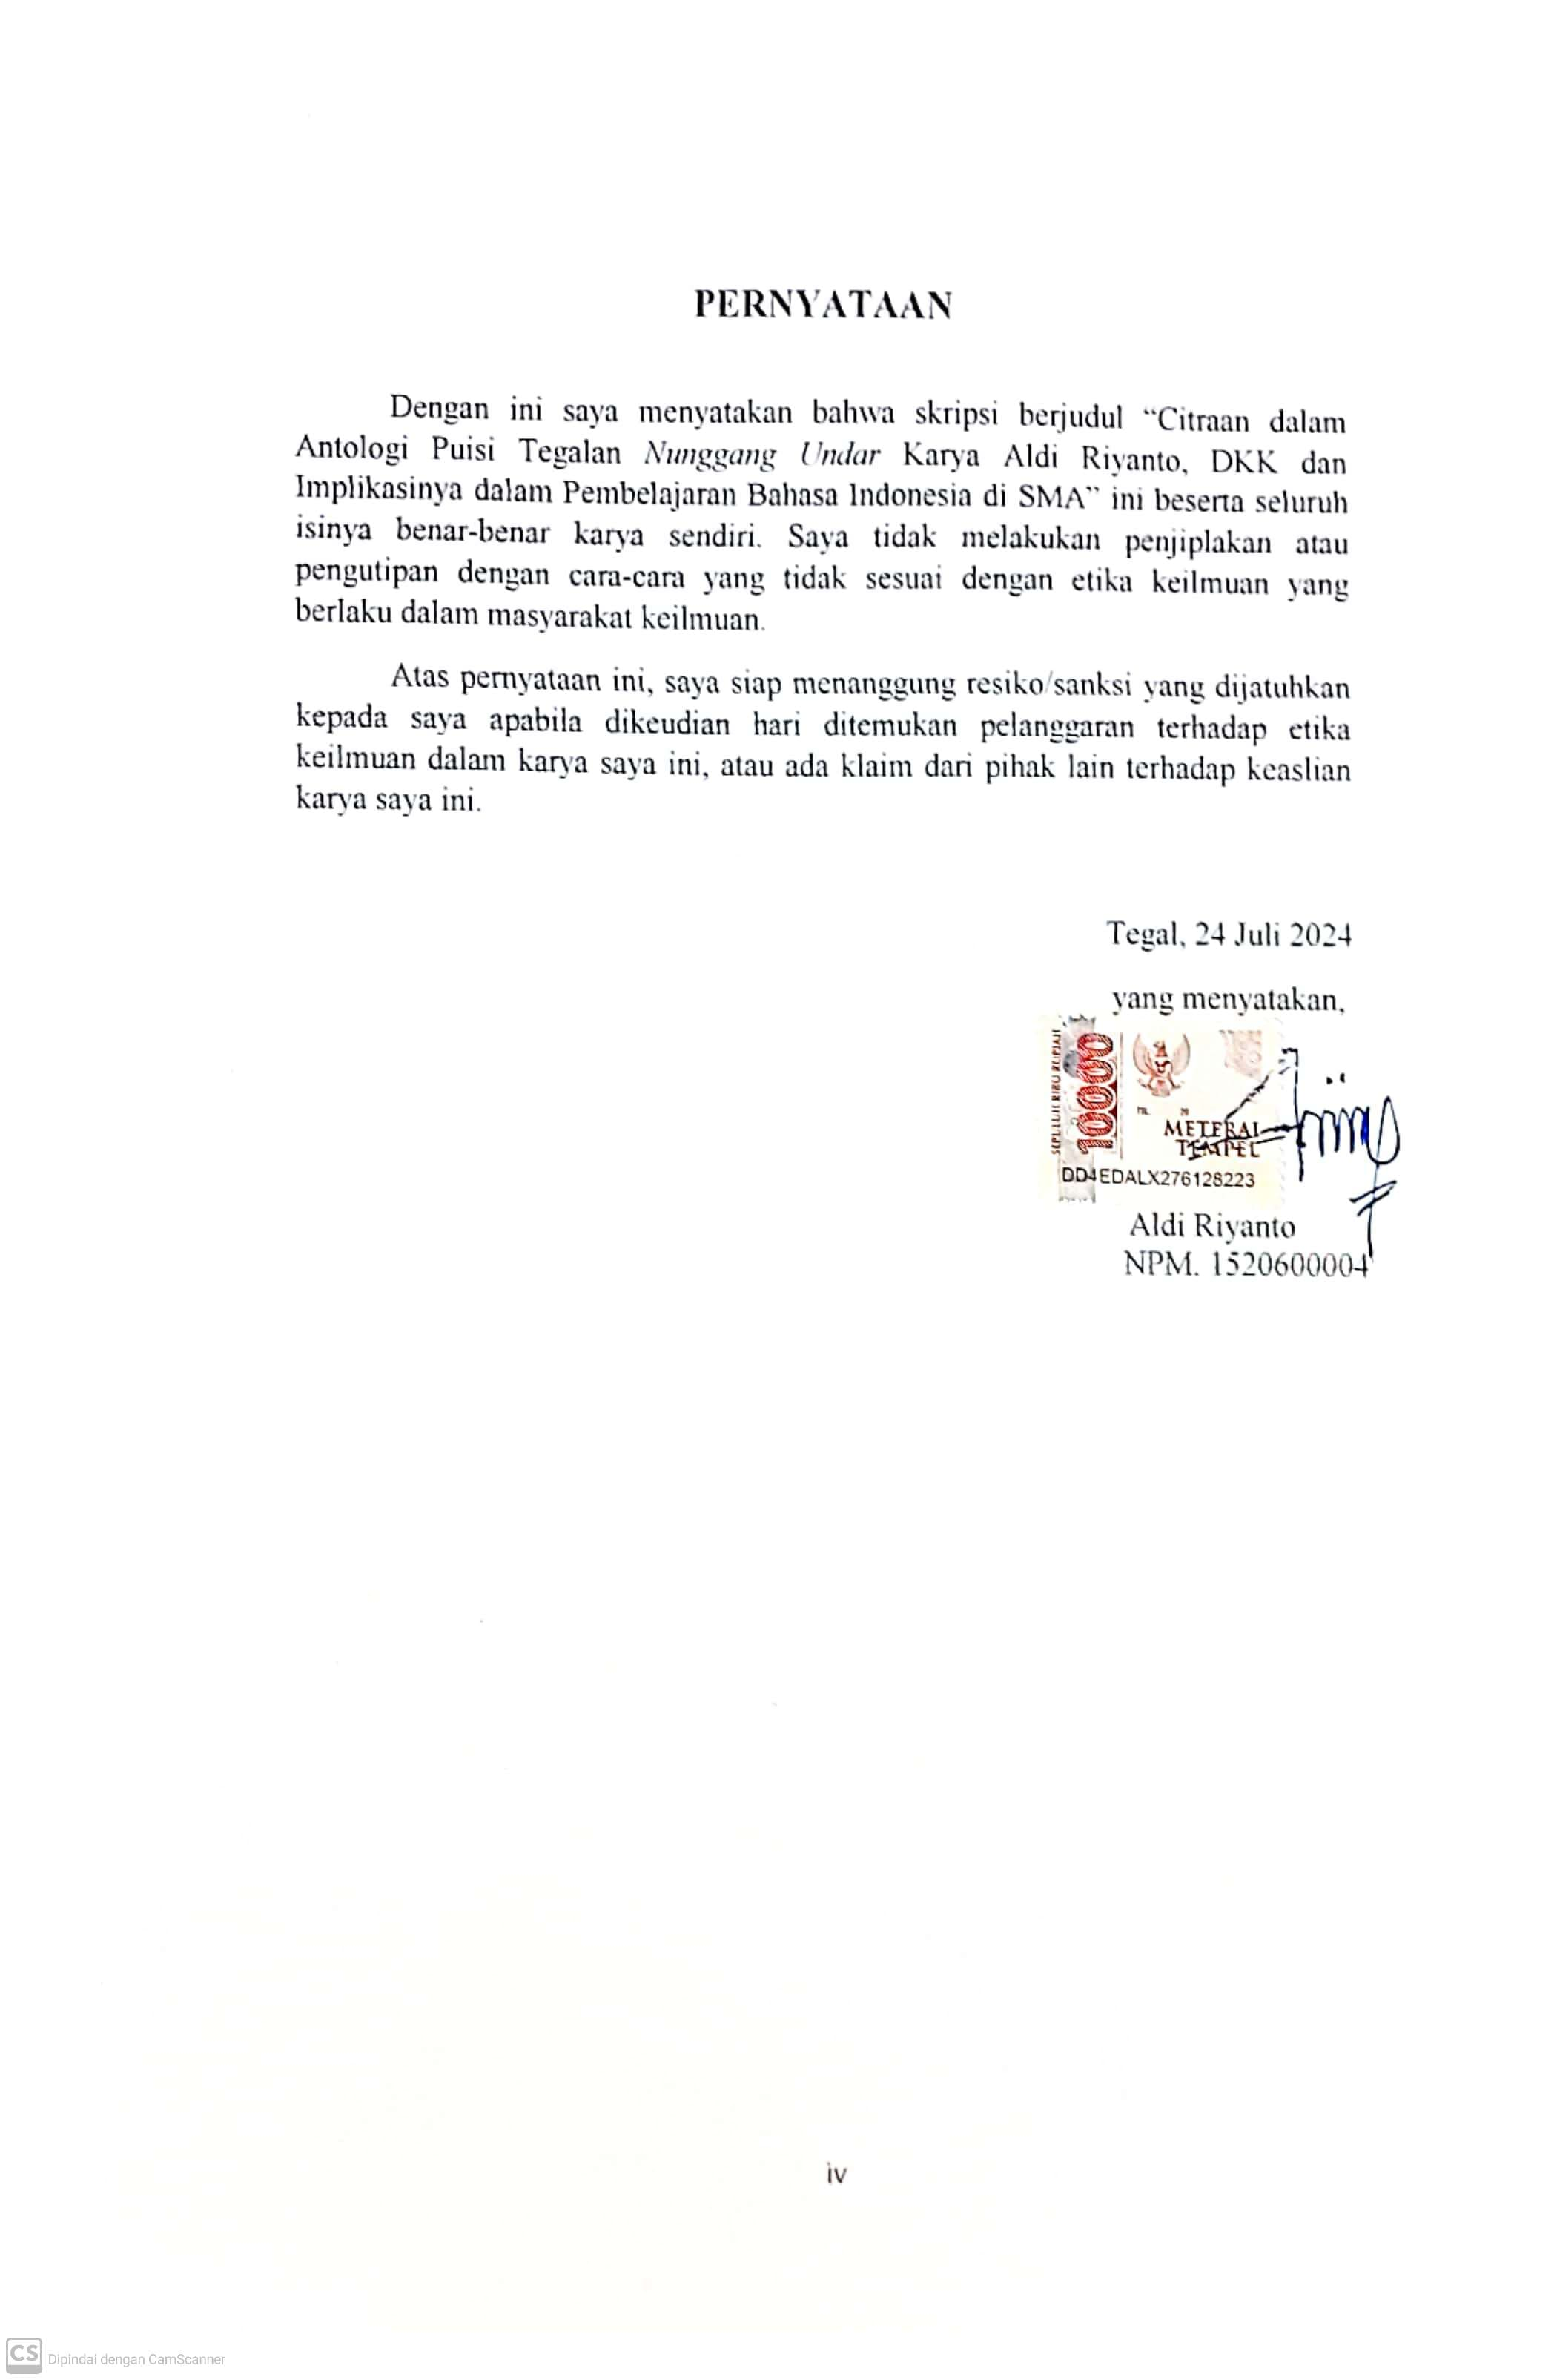 PERNYATAAN
Dengan ini saya menyatakan bahwa skripsi berjudul “Citraan dalam
Antologi Puisi Tegalan Nunggang Undar Karya Aldi Riyanto, DKK dan
Implikasinya dalam Pembelajaran Bahasa Indonesia di SMA” ini beserta seluruh
isinya benar-benar karya sendiri. Saya tidak melakukan penjiplakan atau
pengutipan dengan cara-cara yang tidak sesuai dengan etika keilmuan yang
berlaku dalam masyarakat keilmuan.
Atas pernyataan ini, saya siap menanggung resiko/sanksi yang dijatuhkan
kepada saya apabila dikeudian hari ditemukan pelanggaran terhadap etika
keilmuan dalam karya saya ini, atau ada klaim dari pihak lain terhadap keaslian
karya saya ini.
Tegal, 24 Juli 2024
yang menyatakan,
SEPULUH RIBU RUPIAH
10000
METERAI
TEMPEL
DD4EDALX276128223
Aldi Riyanto
NPM. 1520600004
iv
CS Dipindai dengan CamScanner